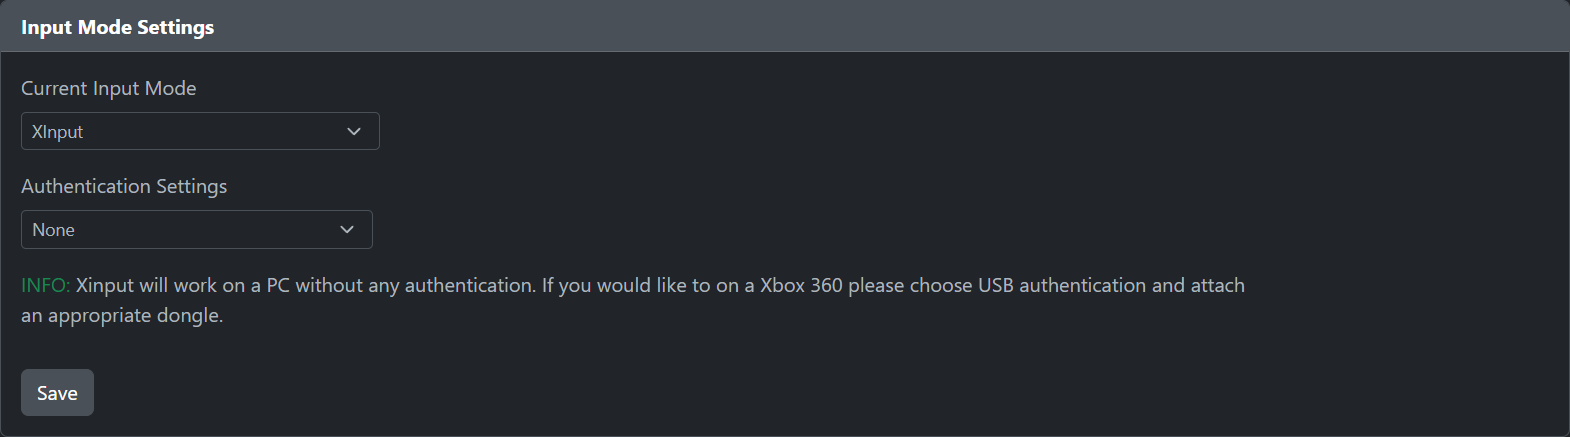 Input Mode Settings
Current Input Mode
XInput
Authentication Settings
None
INFO: Xinput will work on a PC without any authentication. If you would like to on a Xbox 360 please choose USB authentication and attach
an appropriate dongle.
Save